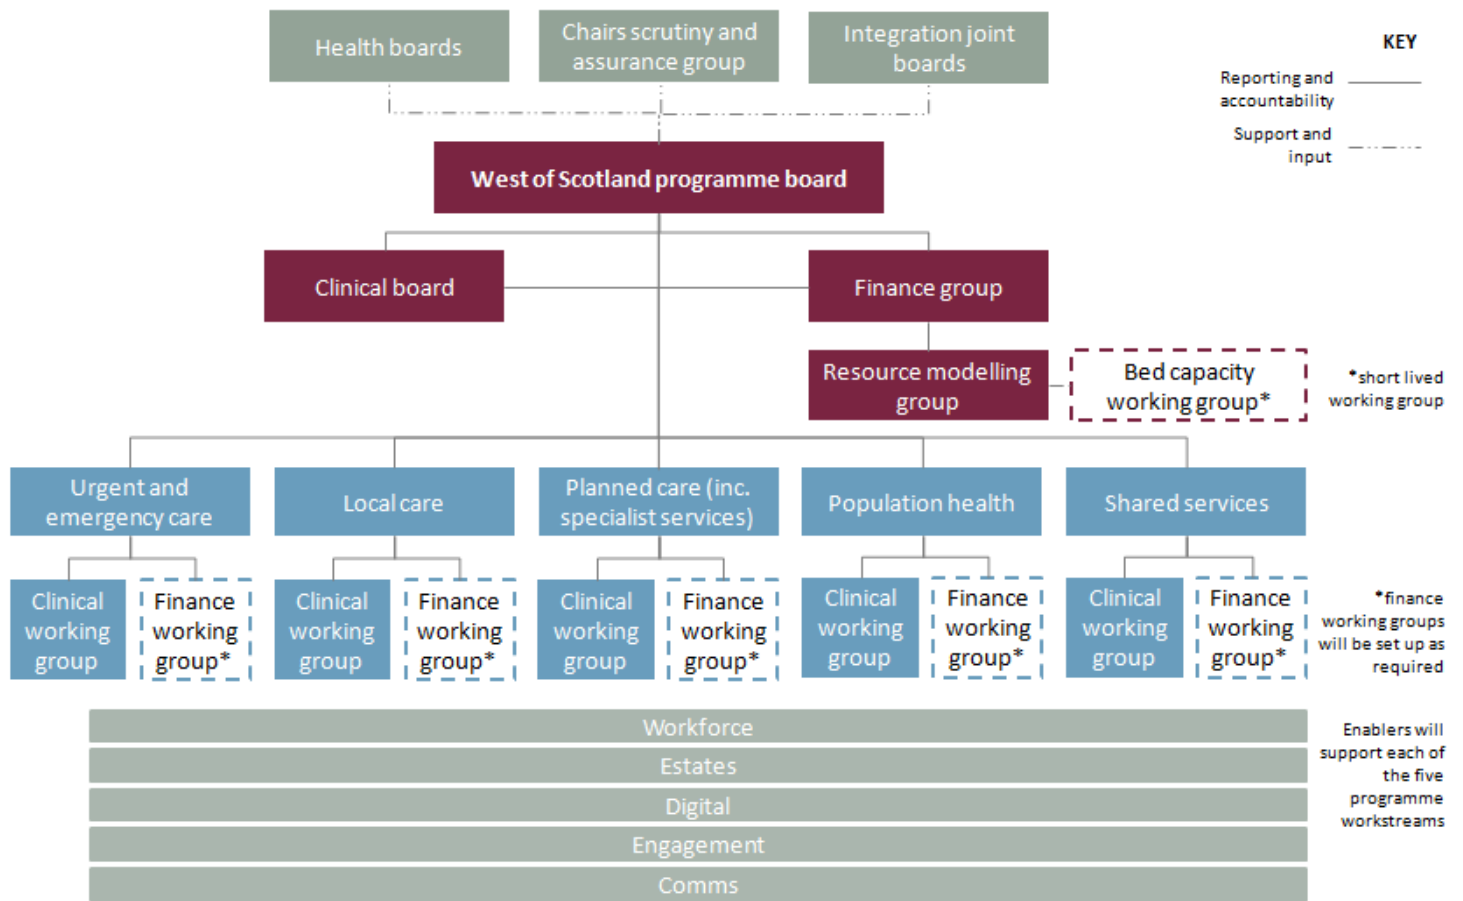 Health boards
Chairs scrutiny and
assurance group
Integration joint
boards
KEY
Reporting and
accountability
Support and
input
West of Scotland programme board
Clinical board
Finance group
Resource modelling
group
Bed capacity
working group*
*short lived
working group
Urgent and
emergency care
Local care
Planned care (inc.
specialist services)
Population health
Shared services
Clinical
working
group
Finance
working
group*
Clinical
working
group
Finance
working
group*
Clinical
working
group
Finance
working
group*
Clinical
working
group
Finance
working
group*
Clinical
working
group
Finance
working
group*
*finance
working groups
will be set up as
required
Workforce
Estates
Digital
Engagement
Comms
Enablers will
support each of
the five
programme
workstreams